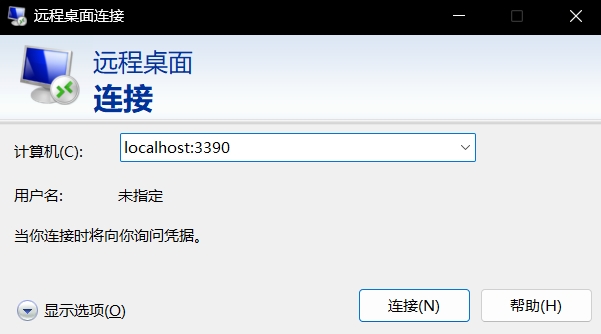 远程桌面连接
远程桌面
连接
计算机(C): localhost:3390
用户名: 未指定
当你连接时将向你询问凭据。
显示选项(O) 连接(N) 帮助(H)